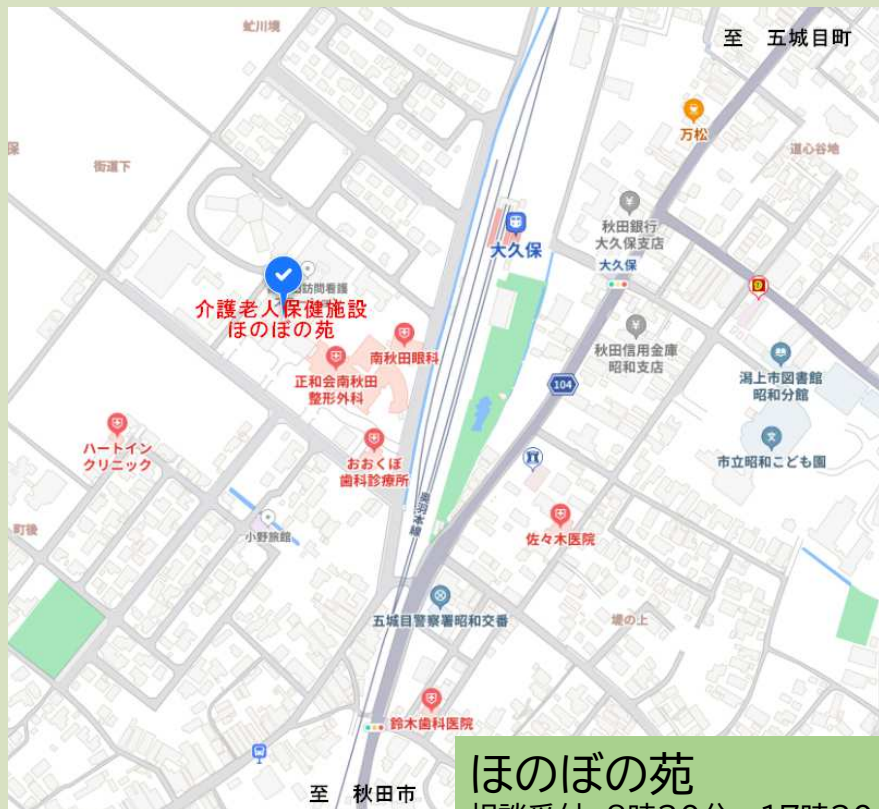 虻川境
至 五城目町
万松
道心谷地
街道下
秋田銀行
大久保支店
大久保
大久保
訪問看護
介護老人保健施設
ほのぼの苑
南秋田眼科
正和会南秋田
整形外科
秋田信用金庫
昭和支店
104
潟上市図書館
昭和分館
ハートイン
クリニック
おおくぼ
歯科診療所
市立昭和こども園
町後
小野旅館
奥羽本線
佐々木医院
五城目警察署昭和交番
堤の上
鈴木歯科医院
至 秋田市
ほのぼの苑